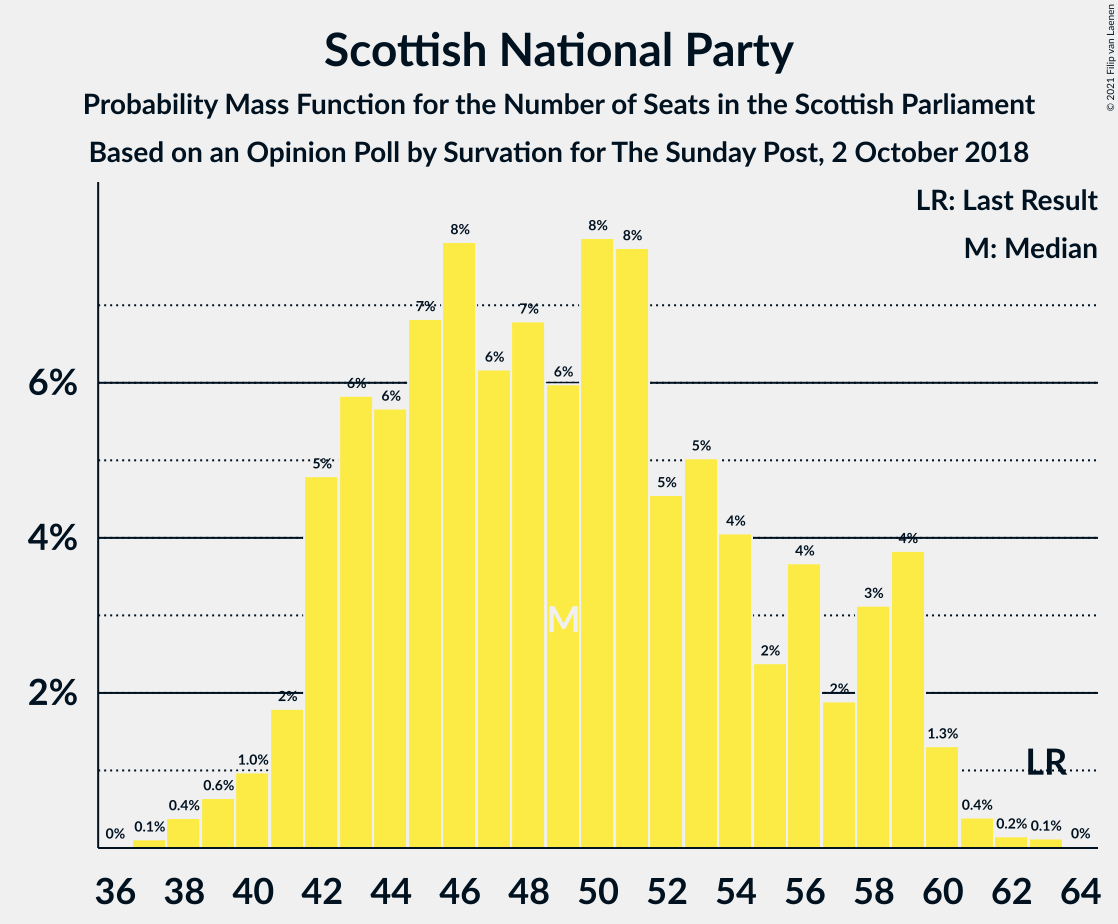 © 2021 Filip van Laenen
Scottish National Party
Probability Mass Function for the Number of Seats in the Scottish Parliament
Based on an Opinion Poll by Survation for The Sunday Post, 2 October 2018
LR: Last Result
M: Median
6%
4%
2%
0% 0.1% 0.4% 0.6% 1.0% 2% 5% 6% 6% 7% 8% 6% 7% 6% 8% 8% 5% 5% 4% 2% 4% 2% 3% 4% 1.3% 0.4% 0.2% 0.1% 0%
M
LR
36 38 40 42 44 46 48 50 52 54 56 58 60 62 64